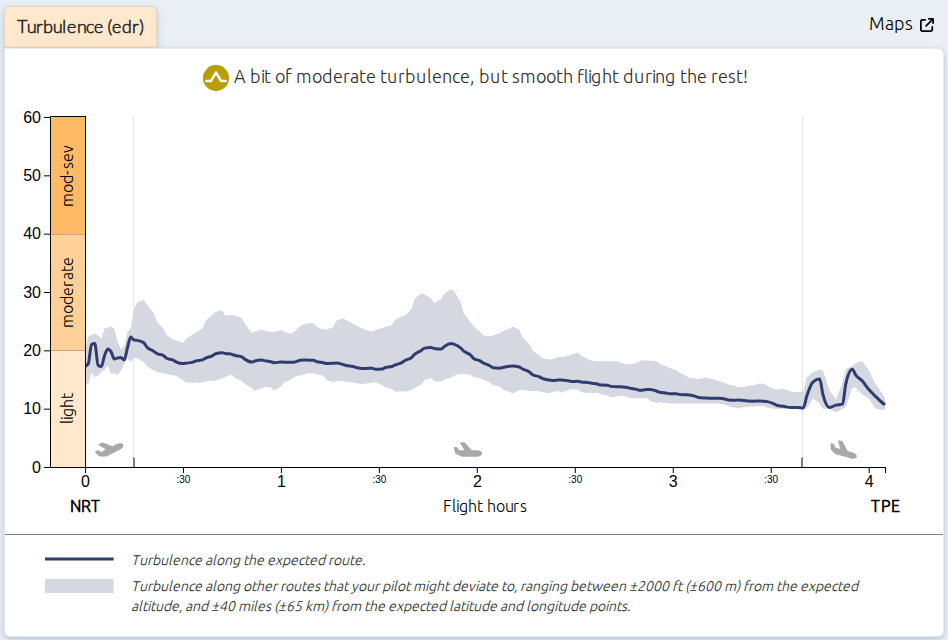 Turbulence (edr)
Maps
A bit of moderate turbulence, but smooth flight during the rest!
60
50
40
30
20
10
0
mod-sev
moderate
light
0 :30 1 :30 2 :30 3 :30 4
NRT Flight hours TPE
Turbulence along the expected route.
Turbulence along other routes that your pilot might deviate to, ranging between ±2000 ft (±600 m) from the expected
altitude, and ±40 miles (±65 km) from the expected latitude and longitude points.